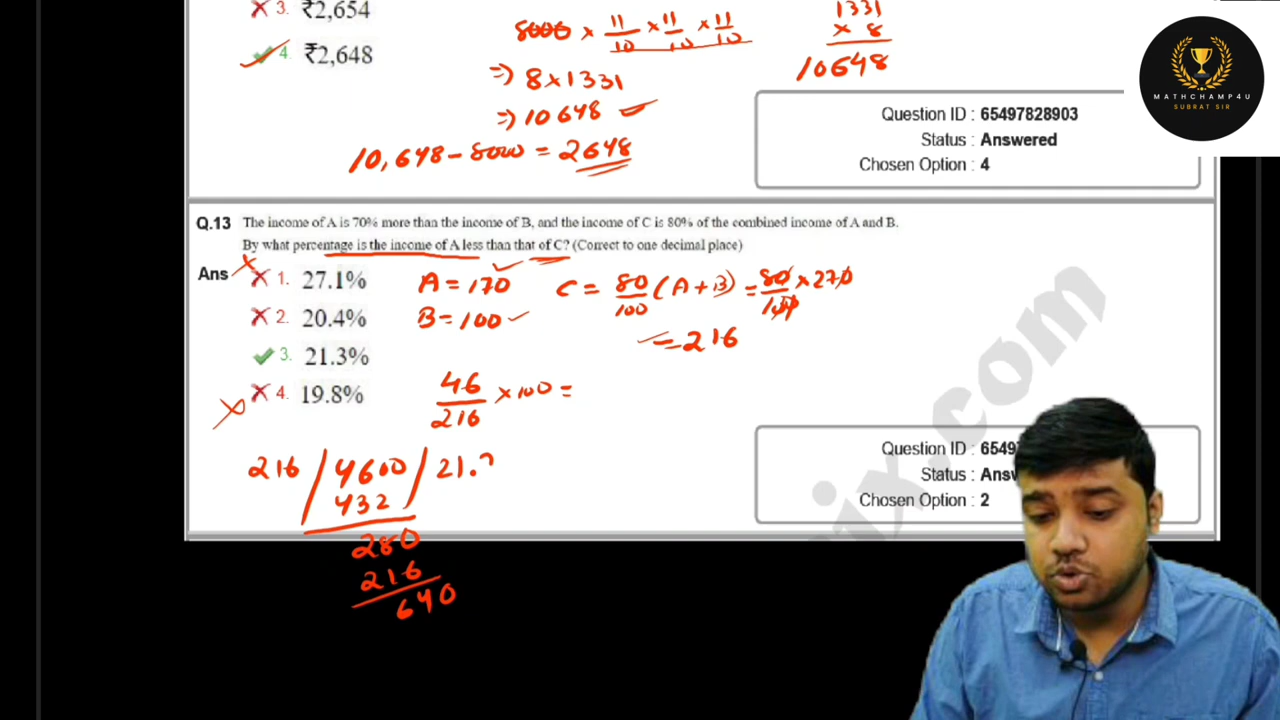 3. ₹2,654
4. ₹2,648
8000 × 11/10 × 11/10 × 11/10
⇒ 8×1331
⇒ 10648
10,648 - 8000 = 2648
1331
× 8
10648
MATHCHAMP4U
SUBRAT SIR
Question ID : 65497828903
Status : Answered
Chosen Option : 4
Q.13 The income of A is 70% more than the income of B, and the income of C is 80% of the combined income of A and B.
By what percentage is the income of A less than that of C? (Correct to one decimal place)
Ans 1. 27.1%
2. 20.4%
3. 21.3%
4. 19.8%
A = 170
B = 100
C = 80/100 (A + B) = 80/100 × 270
= 216
46/216 × 100 =
216 / 4600 / 21.
432
280
216
640
Question ID : 6549
Status : Ans
Chosen Option : 2
ix.com